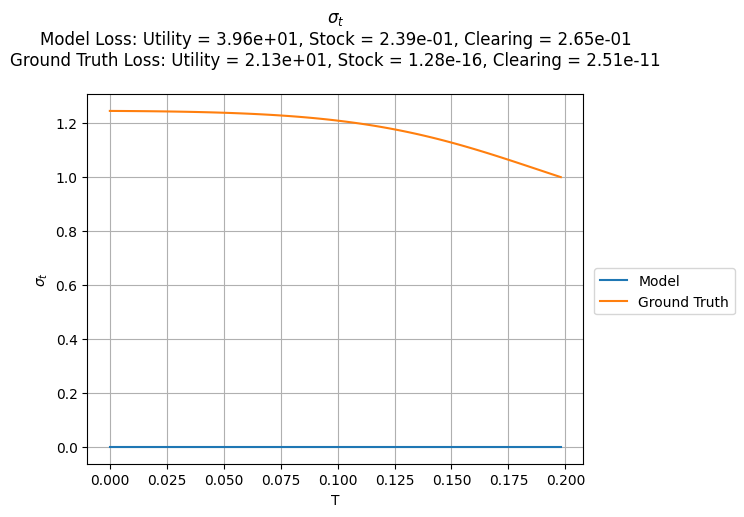 σt
Model Loss: Utility = 3.96e+01, Stock = 2.39e-01, Clearing = 2.65e-01
Ground Truth Loss: Utility = 2.13e+01, Stock = 1.28e-16, Clearing = 2.51e-11
1.2
1.0
0.8
0.6
0.4
0.2
0.0
σt
Model
Ground Truth
0.000 0.025 0.050 0.075 0.100 0.125 0.150 0.175 0.200
T